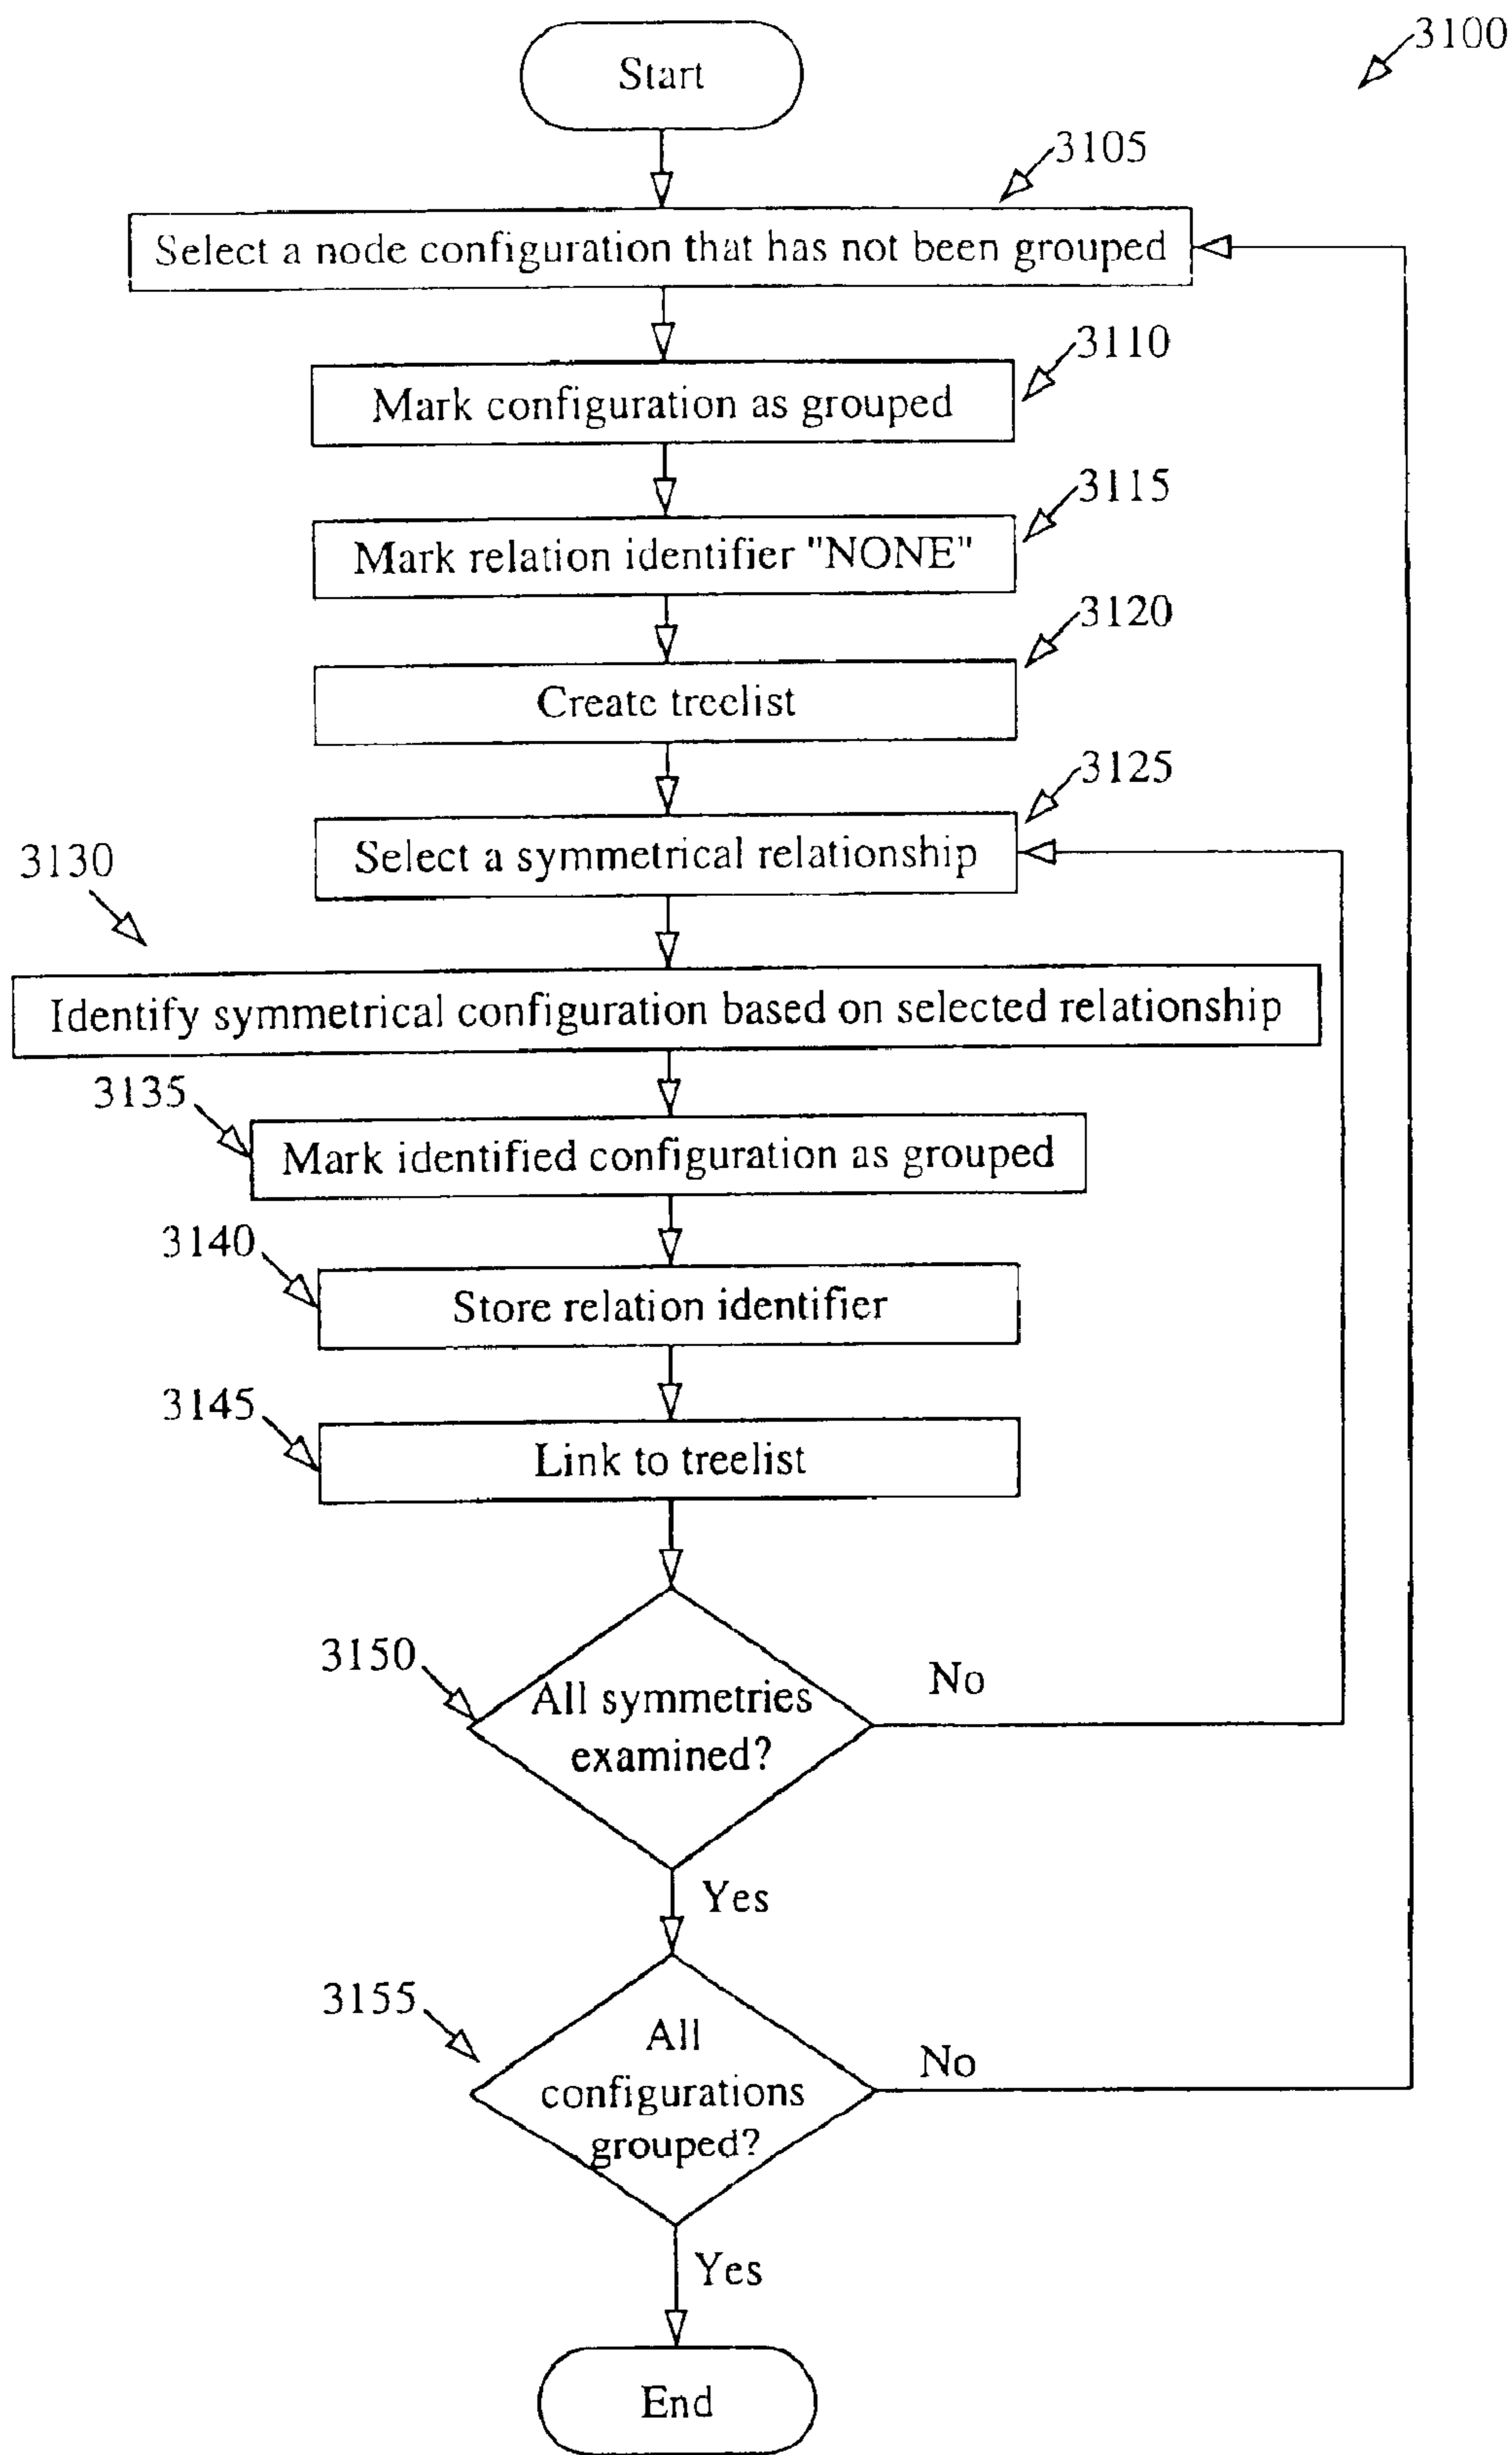 3100
Start
3105
Select a node configuration that has not been grouped
3110
Mark configuration as grouped
3115
Mark relation identifier "NONE"
3120
Create treelist
3125
Select a symmetrical relationship
3130
Identify symmetrical configuration based on selected relationship
3135
Mark identified configuration as grouped
3140
Store relation identifier
3145
Link to treelist
3150
All symmetries
examined?
No
Yes
3155
All
configurations
grouped?
No
Yes
End